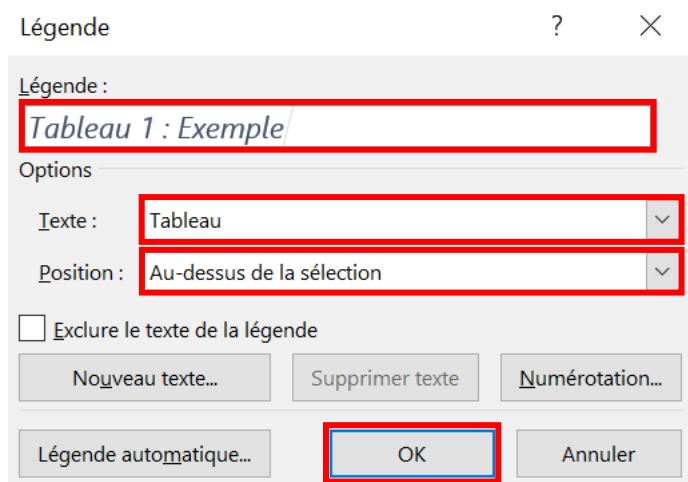 Légende ?
Légende :
Tableau 1 : Exemple
Options
Texte : Tableau
Position : Au-dessus de la sélection
Exclure le texte de la légende
Nouveau texte... Supprimer texte Numérotation...
Légende automatique... OK Annuler